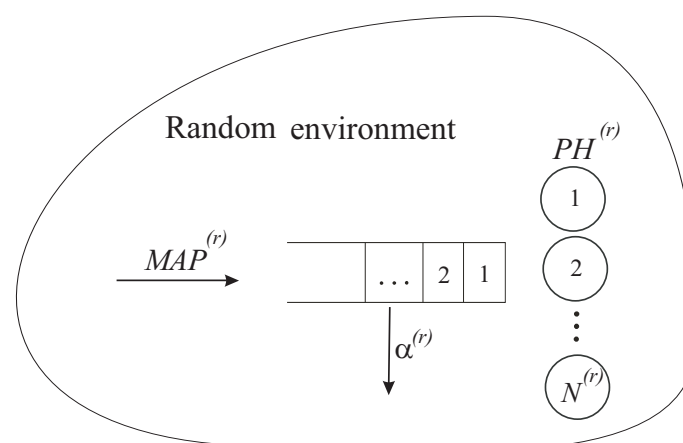 Random environment
PH^(r)
1
MAP^(r)
... 2 1
2
α^(r)
⋮
N^(r)